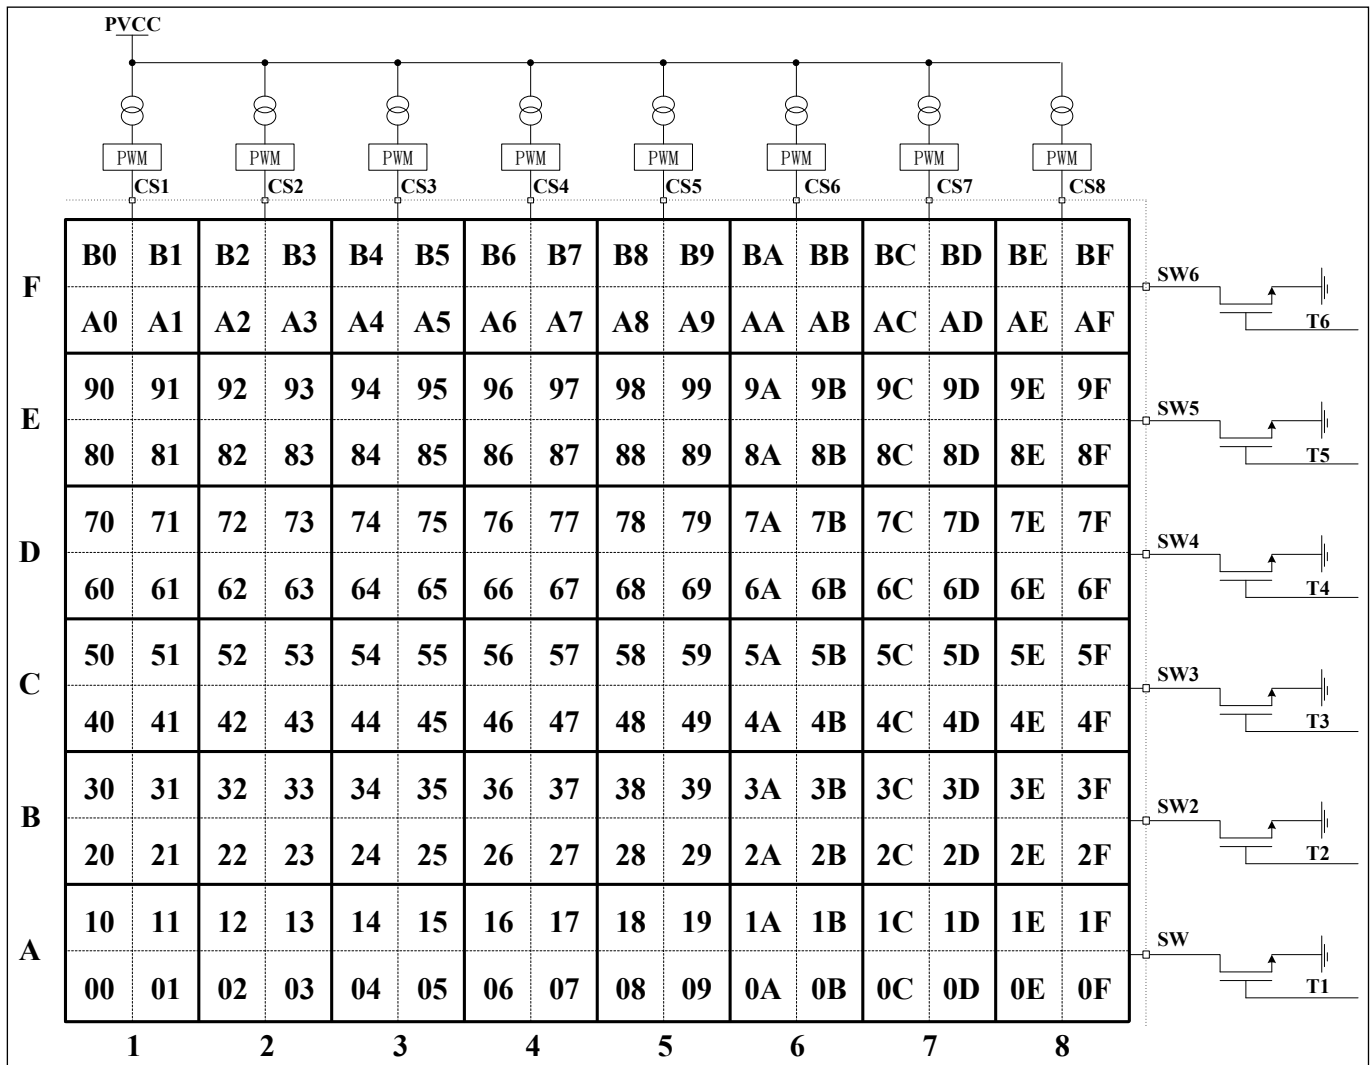 PVCC
PWM PWM PWM PWM PWM PWM PWM PWM
CS1 CS2 CS3 CS4 CS5 CS6 CS7 CS8
B0 B1 B2 B3 B4 B5 B6 B7 B8 B9 BA BB BC BD BE BF
SW6
F
A0 A1 A2 A3 A4 A5 A6 A7 A8 A9 AA AB AC AD AE AF
T6
90 91 92 93 94 95 96 97 98 99 9A 9B 9C 9D 9E 9F
SW5
E
80 81 82 83 84 85 86 87 88 89 8A 8B 8C 8D 8E 8F
T5
70 71 72 73 74 75 76 77 78 79 7A 7B 7C 7D 7E 7F
SW4
D
60 61 62 63 64 65 66 67 68 69 6A 6B 6C 6D 6E 6F
T4
50 51 52 53 54 55 56 57 58 59 5A 5B 5C 5D 5E 5F
SW3
C
40 41 42 43 44 45 46 47 48 49 4A 4B 4C 4D 4E 4F
T3
30 31 32 33 34 35 36 37 38 39 3A 3B 3C 3D 3E 3F
SW2
B
20 21 22 23 24 25 26 27 28 29 2A 2B 2C 2D 2E 2F
T2
10 11 12 13 14 15 16 17 18 19 1A 1B 1C 1D 1E 1F
SW
A
00 01 02 03 04 05 06 07 08 09 0A 0B 0C 0D 0E 0F
T1
1 2 3 4 5 6 7 8